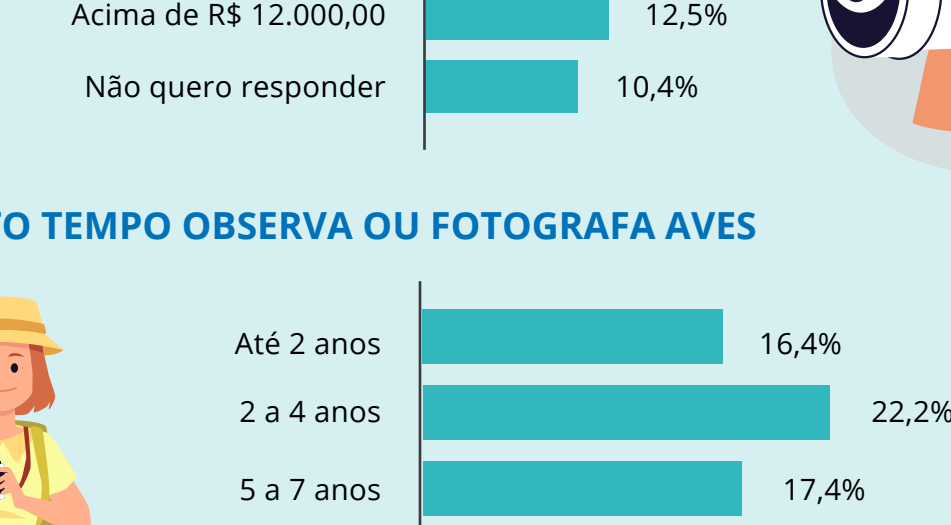 Acima de R$ 12.000,00 12,5%
Não quero responder 10,4%
TO TEMPO OBSERVA OU FOTOGRAFA AVES
Até 2 anos 16,4%
2 a 4 anos 22,2%
5 a 7 anos 17,4%